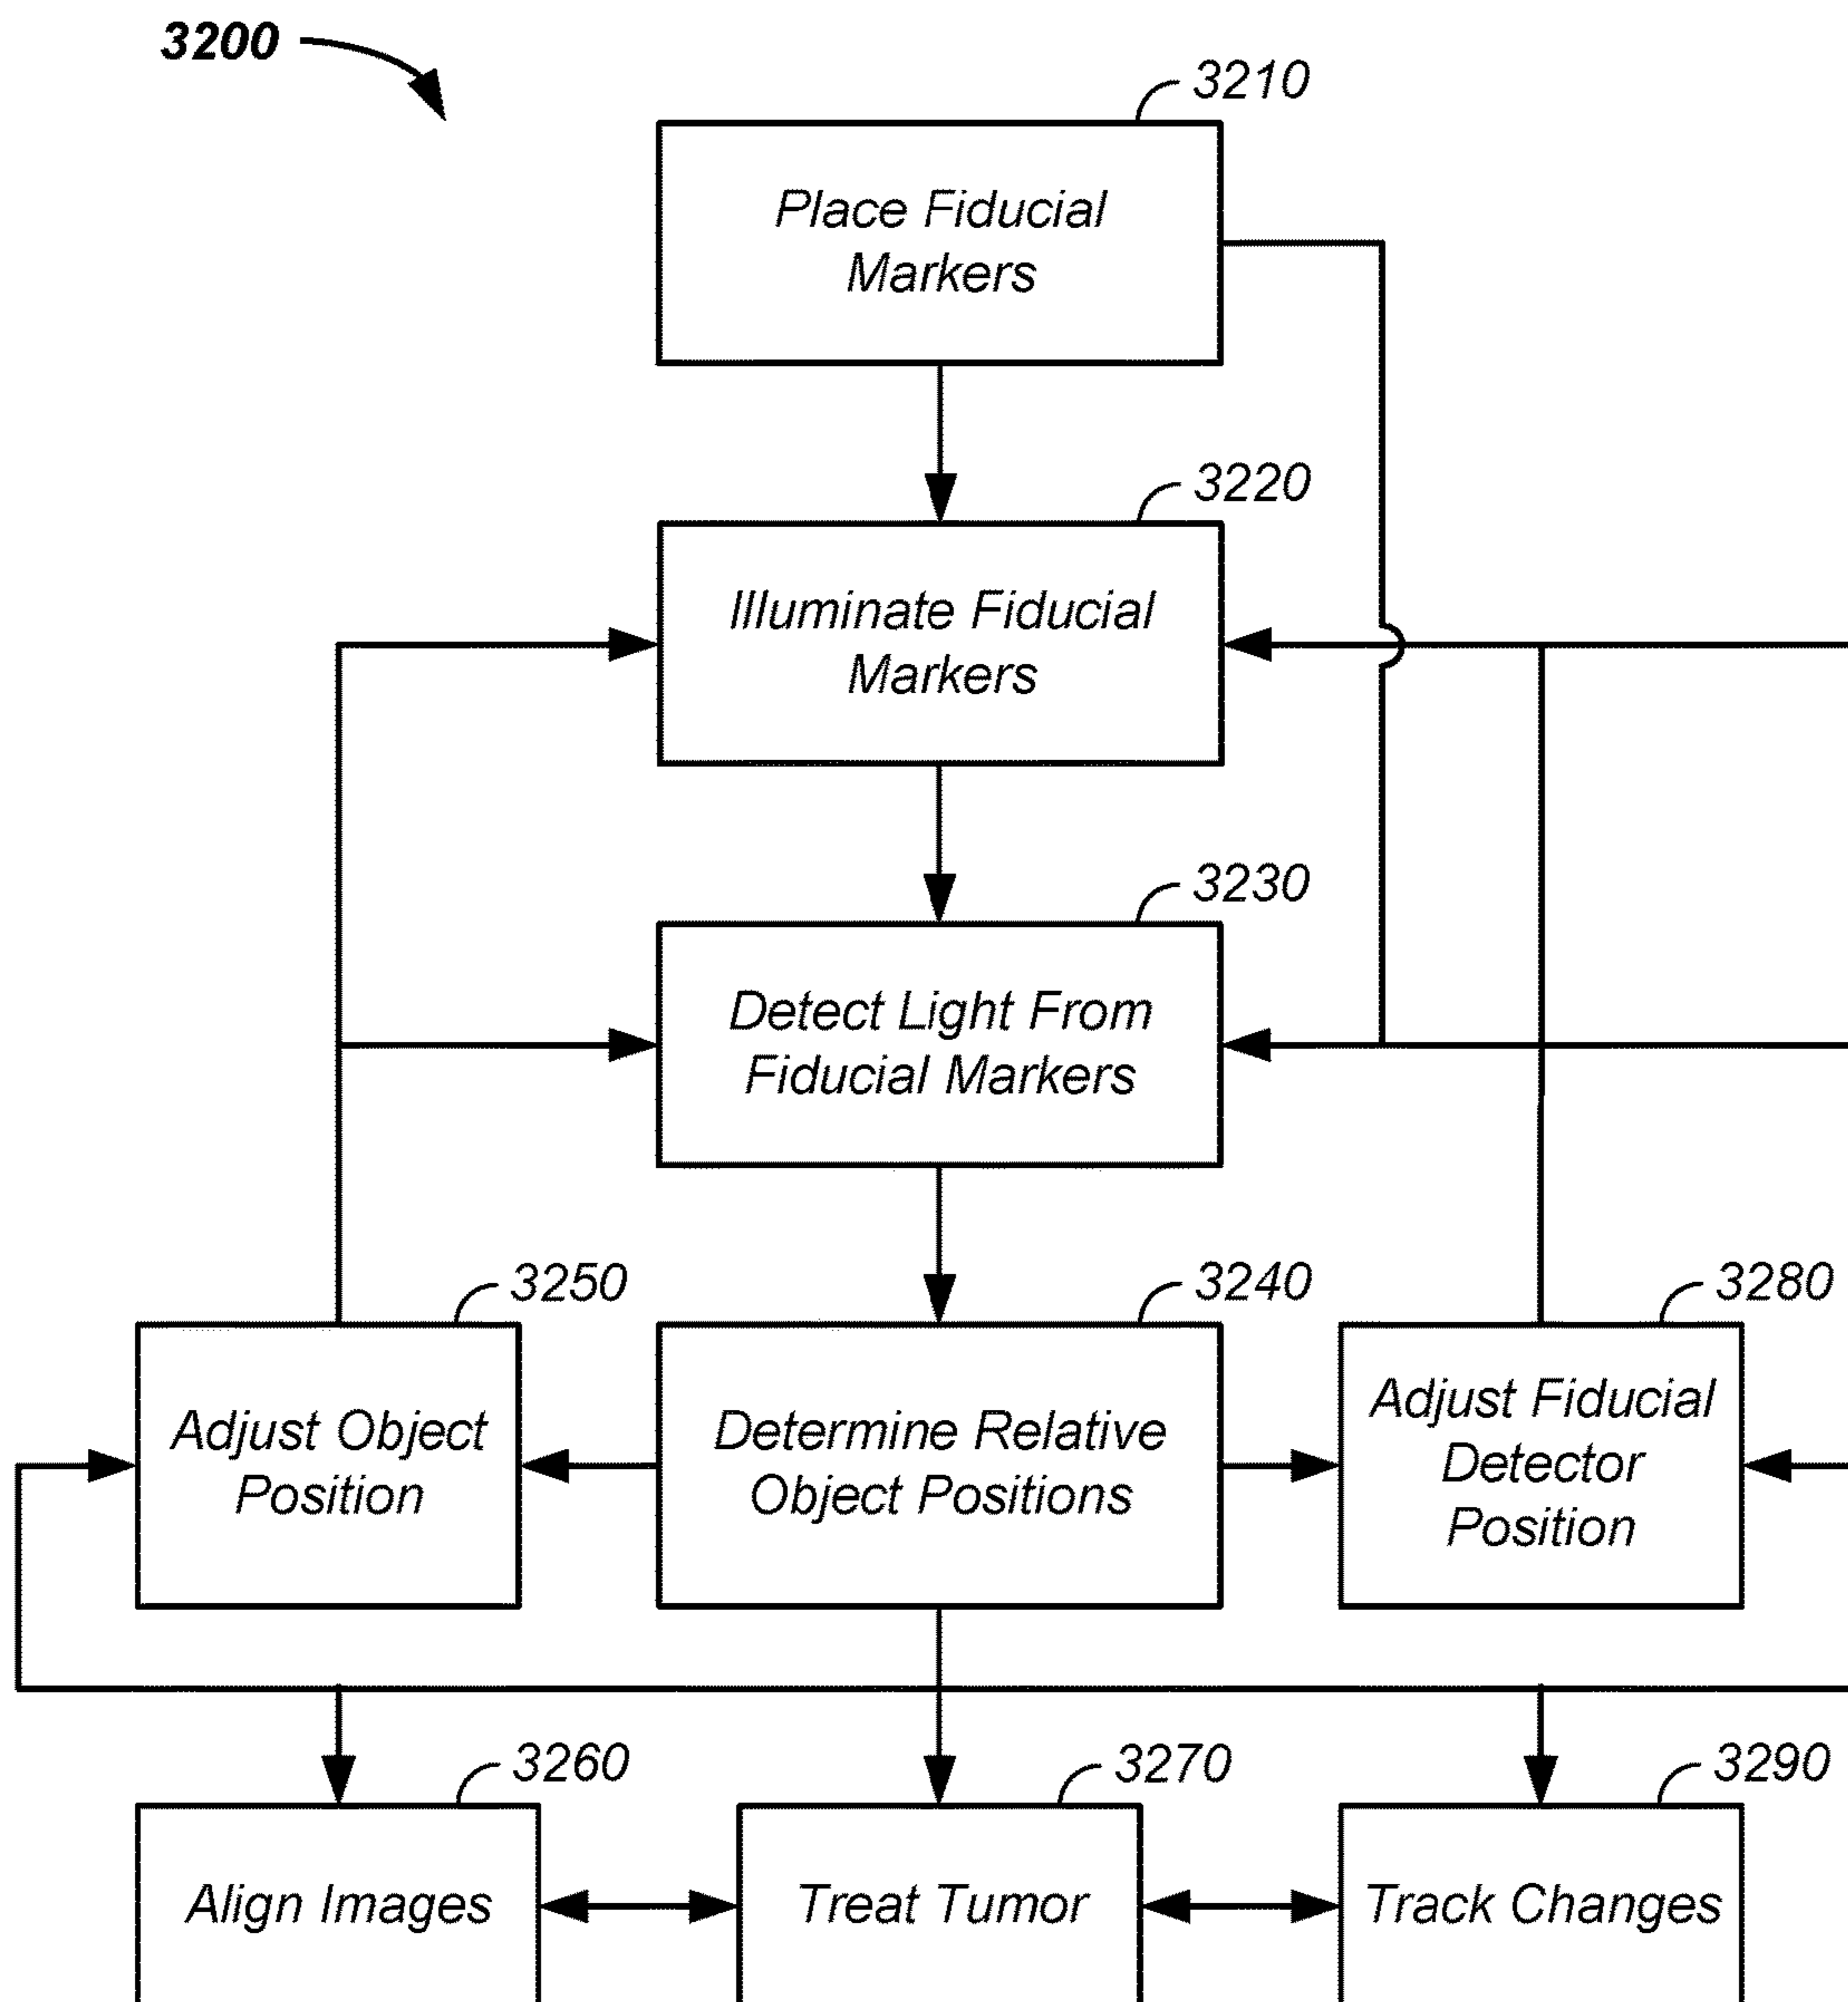 3200
3210
Place Fiducial
Markers
3220
Illuminate Fiducial
Markers
3230
Detect Light From
Fiducial Markers
3250
Adjust Object
Position
3240
Determine Relative
Object Positions
3280
Adjust Fiducial
Detector
Position
3260
Align Images
3270
Treat Tumor
3290
Track Changes